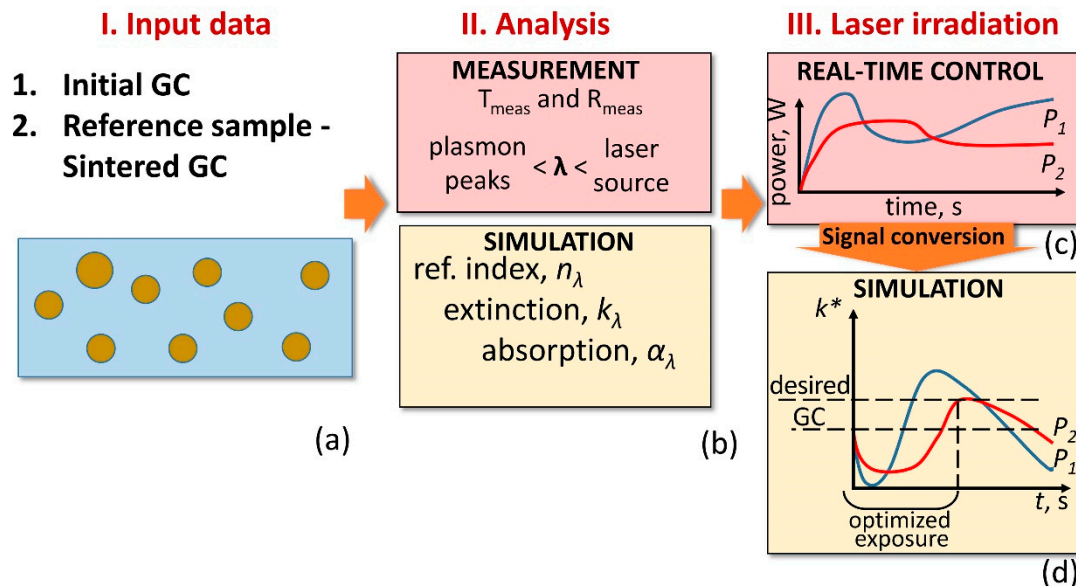 I. Input data
1. Initial GC
2. Reference sample -
Sintered GC
(a)
II. Analysis
MEASUREMENT
Tmeas and Rmeas
plasmon peaks < λ < laser source
SIMULATION
ref. index, nλ
extinction, kλ
absorption, αλ
(b)
III. Laser irradiation
REAL-TIME CONTROL
power, W
P1
P2
time, s
Signal conversion
(c)
SIMULATION
k*
desired
GC
P2
P1
t, s
optimized
exposure
(d)